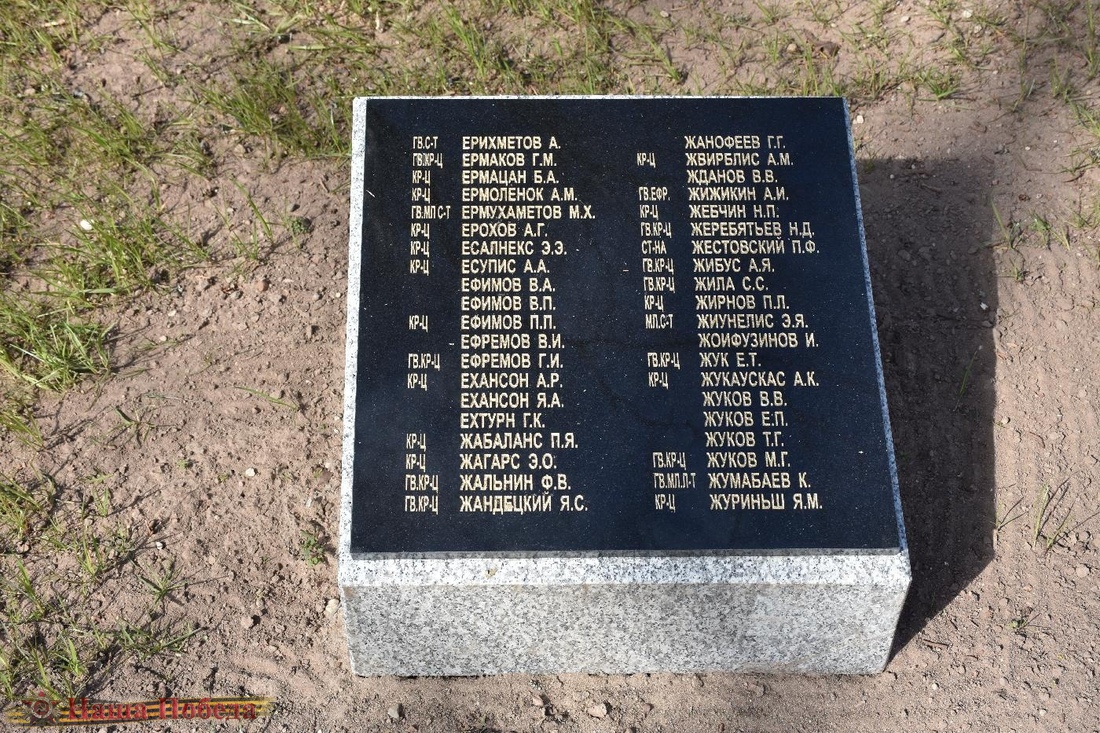 ГВ.С-Т ЕРИХМЕТОВ А.
ГВ.КР-Ц ЕРМАКОВ Г.М.
КР-Ц ЕРМАЦАН Б.А.
КР-Ц ЕРМОЛЕНОК А.М.
ГВ.МЛ С-Т ЕРМУХАМЕТОВ М.Х.
КР-Ц ЕРОХОВ А.Г.
КР-Ц ЕСАЛНЕКС Э.Э.
КР-Ц ЕСУПИС А.А.
ЕФИМОВ В.А.
ЕФИМОВ В.П.
КР-Ц ЕФИМОВ П.П.
ЕФРЕМОВ В.И.
ГВ.КР-Ц ЕФРЕМОВ Г.И.
КР-Ц ЕХАНСОН А.Р.
ЕХАНСОН Я.А.
ЕХТУРН Г.К.
КР-Ц ЖАБАЛАНС П.Я.
КР-Ц ЖАГАРС Э.О.
ГВ.КР-Ц ЖАЛЬНИН Ф.В.
ГВ.КР-Ц ЖАНДЕЦКИЙ Я.С.
ЖАНОФЕЕВ Г.Г.
КР-Ц ЖВИРБЛИС А.М.
ЖДАНОВ В.В.
ГВ.ЕФР. ЖИЖИКИН А.И.
КР-Ц ЖЕБЧИН Н.П.
ГВ.КР-Ц ЖЕРЕБЯТЬЕВ Н.Д.
СТ-НА ЖЕСТОВСКИЙ П.Ф.
ГВ.КР-Ц ЖИБУС А.Я.
ГВ.КР-Ц ЖИЛА С.С.
КР-Ц ЖИРНОВ П.П.
МЛ.С-Т ЖИУНЕЛИС Э.Я.
ЖОИФУЗИНОВ И.
ГВ.КР-Ц ЖУК Е.Т.
КР-Ц ЖУКАУСКАС А.К.
ЖУКОВ В.В.
ЖУКОВ Е.П.
ЖУКОВ Т.Г.
ГВ.КР-Ц ЖУКОВ М.Г.
ГВ.МЛ.Л-Т ЖУМАБАЕВ К.
КР-Ц ЖУРИНЬШ Я.М.
Наша Победа